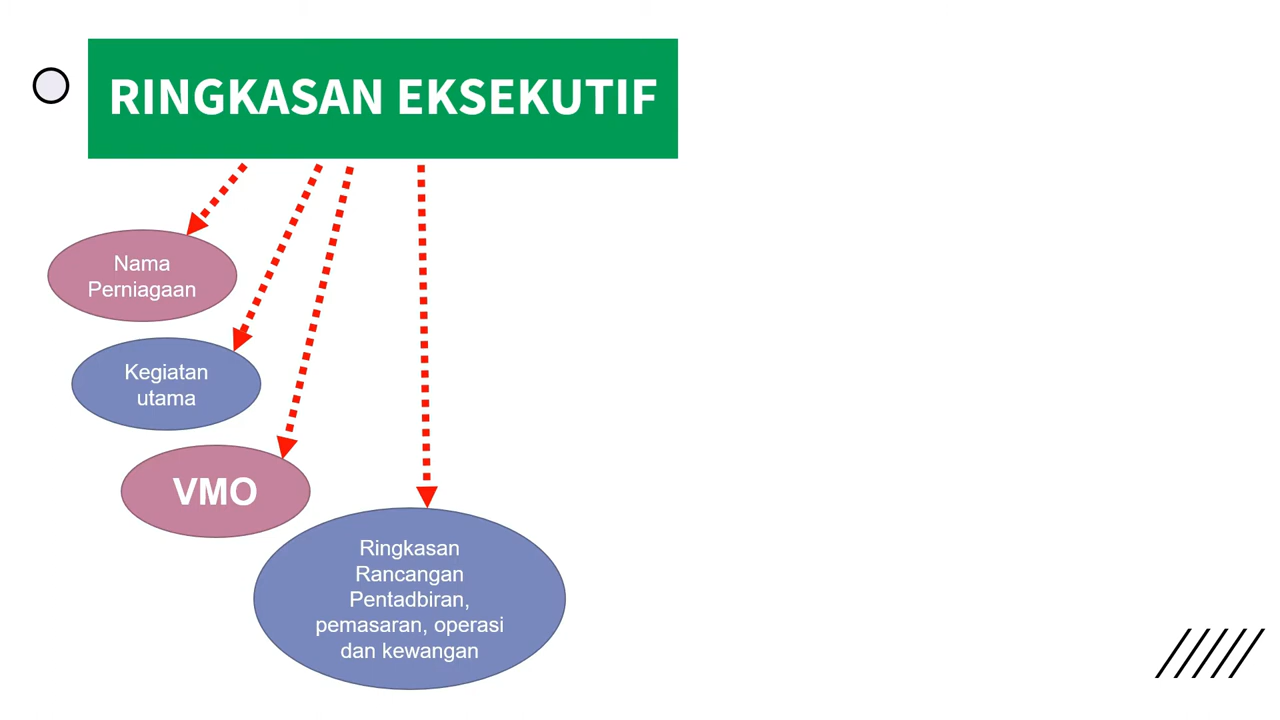 RINGKASAN EKSEKUTIF
Nama
Perniagaan
Kegiatan
utama
VMO
Ringkasan
Rancangan
Pentadbiran,
pemasaran, operasi
dan kewangan